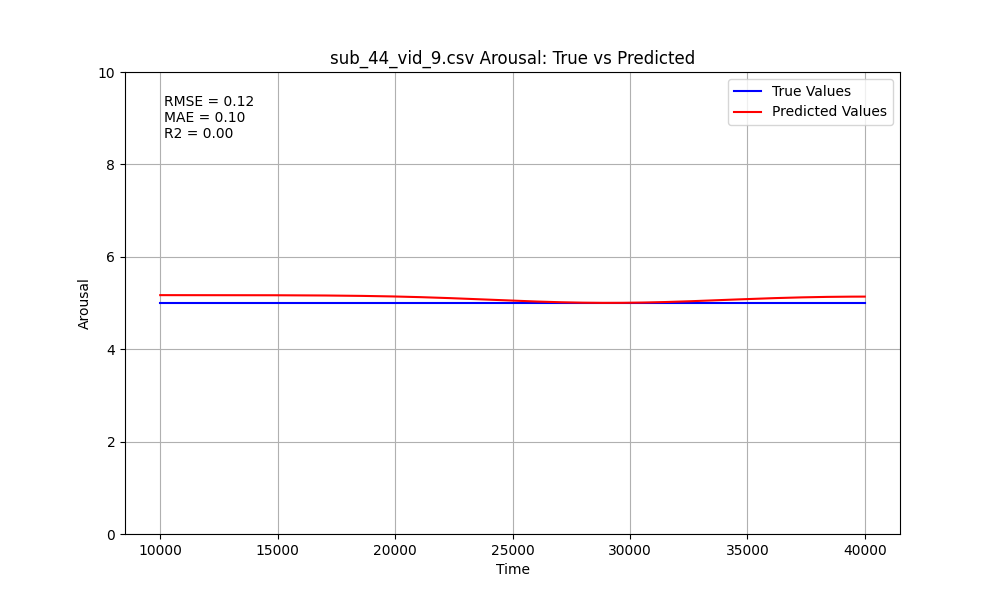 sub_44_vid_9.csv Arousal: True vs Predicted
RMSE = 0.12
MAE = 0.10
R2 = 0.00
True Values
Predicted Values
10
8
6
4
2
0
Arousal
10000
15000
20000
25000
30000
35000
40000
Time